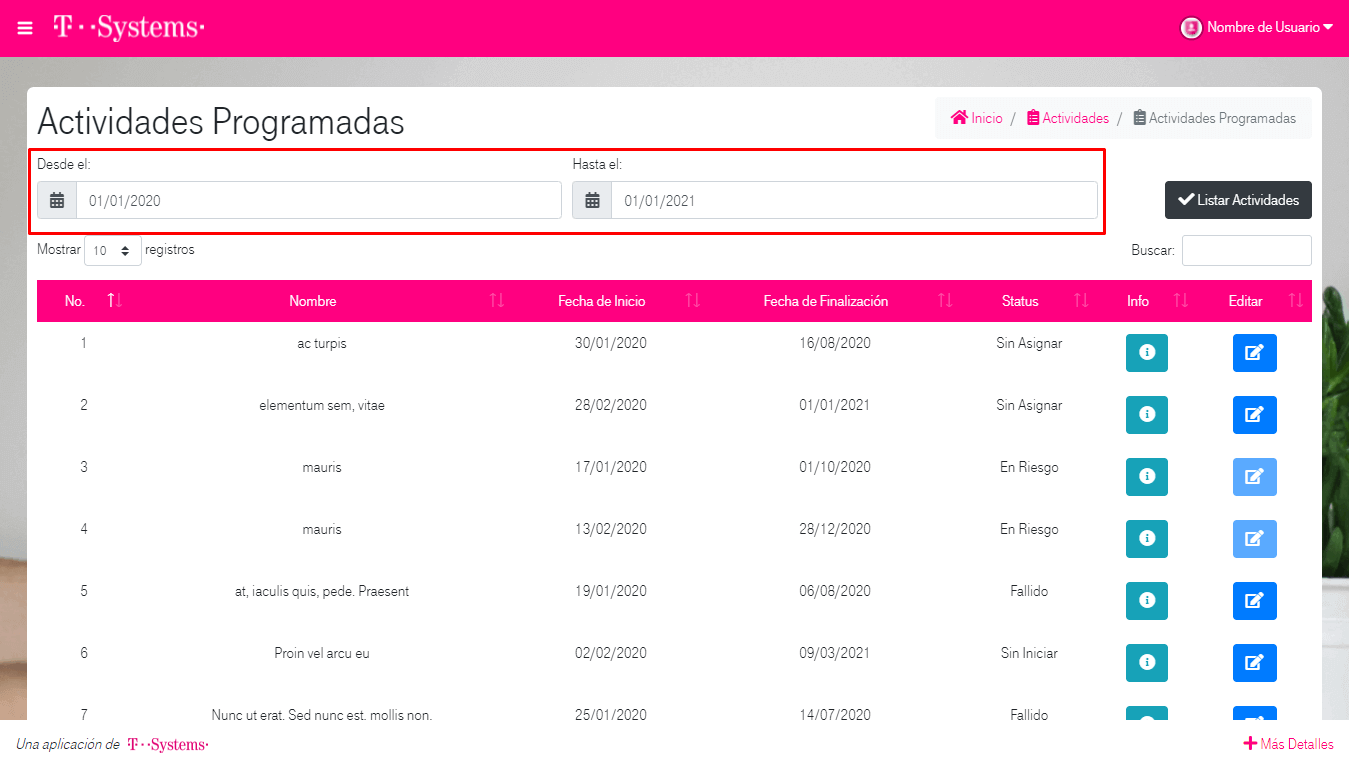 T··Systems·
Nombre de Usuario
Actividades Programadas
Inicio / Actividades / Actividades Programadas
Desde el:
Hasta el:
01/01/2020
01/01/2021
Listar Actividades
Mostrar 10 registros
Buscar:
No. Nombre Fecha de Inicio Fecha de Finalización Status Info Editar
1 ac turpis 30/01/2020 16/08/2020 Sin Asignar
2 elementum sem, vitae 28/02/2020 01/01/2021 Sin Asignar
3 mauris 17/01/2020 01/10/2020 En Riesgo
4 mauris 13/02/2020 28/12/2020 En Riesgo
5 at, iaculis quis, pede. Praesent 19/01/2020 06/08/2020 Fallido
6 Proin vel arcu eu 02/02/2020 09/03/2021 Sin Iniciar
7 Nunc ut erat. Sed nunc est. mollis non. 25/01/2020 14/07/2020 Fallido
Una aplicación de T··Systems·
Más Detalles